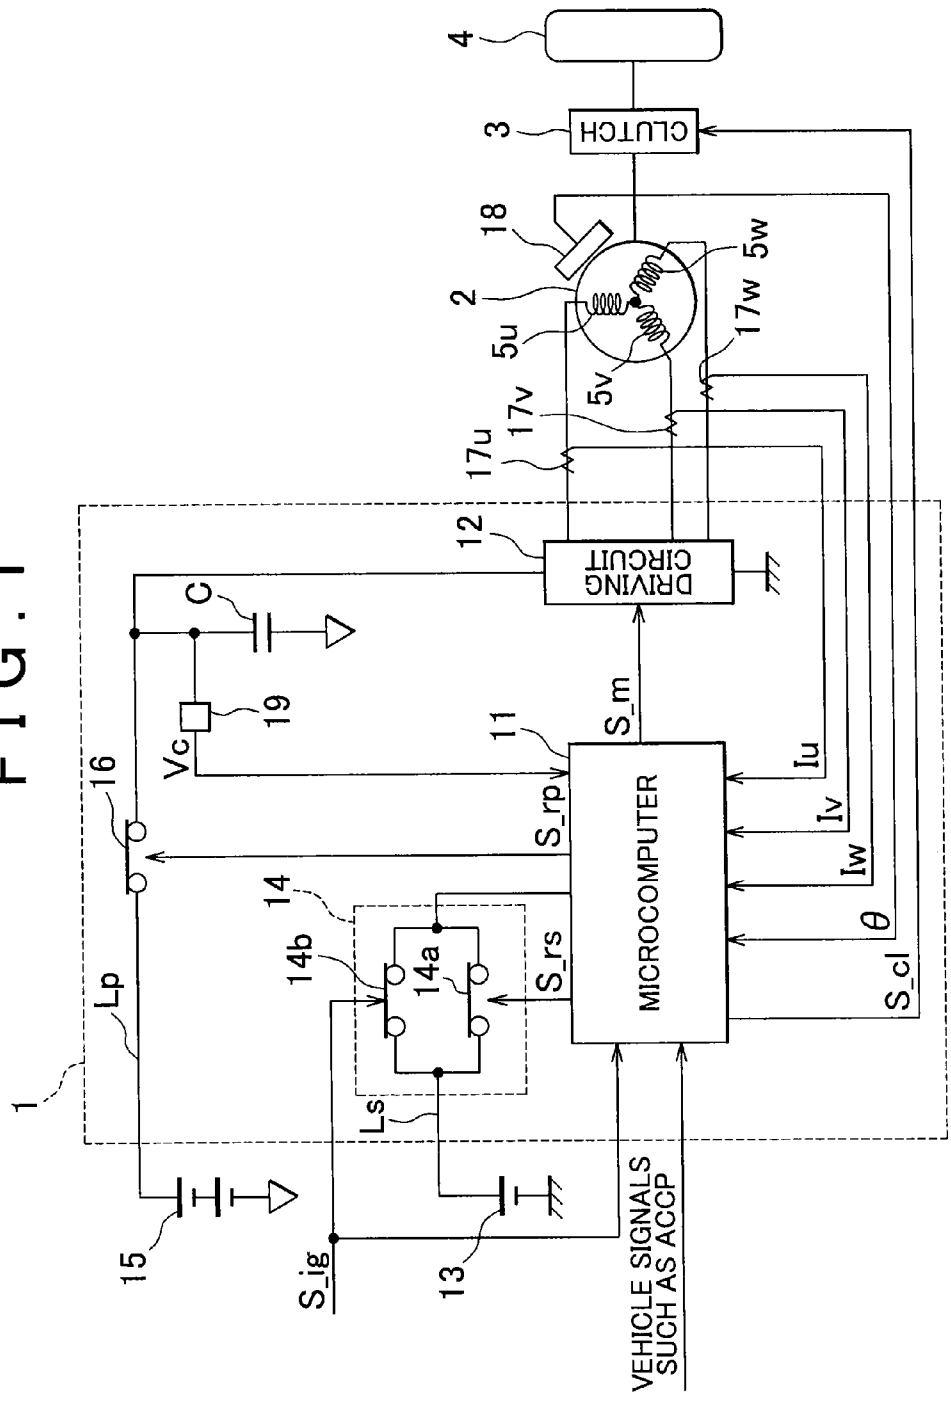 FIG. 1
1
Lp
16
Vc
19
C
12
15
S_ig
13
Ls
14
14b
14a
S_rs
S_rp
11
S_m
MICROCOMPUTER
DRIVING
CIRCUIT
17u
17v
17w
5u
5v
5w
2
18
3
CLUTCH
4
Iu
Iv
Iw
θ
S_cl
VEHICLE SIGNALS
SUCH AS ACCP